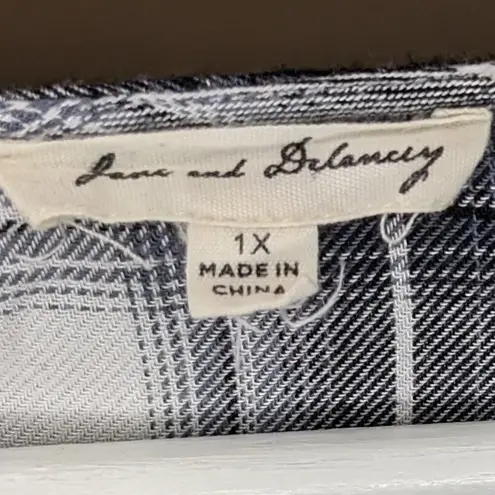 Jane and Delancey
1X
MADE IN
CHINA